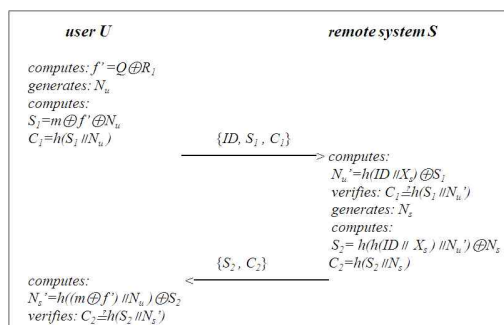 user U
remote system S
computes: f'=Q⊕R₁
generates: Nᵤ
computes:
S₁=m⊕f'⊕Nᵤ
C₁=h(S₁//Nᵤ)
{ID, S₁ , C₁}
computes:
Nᵤ'=h(ID //Xₛ)⊕S₁
verifies: C₁≟h(S₁//Nᵤ')
generates: Nₛ
computes:
S₂= h(h(ID // Xₛ) //Nᵤ')⊕Nₛ
C₂=h(S₂//Nₛ)
{S₂, C₂}
computes:
Nₛ'=h((m⊕f') //Nᵤ)⊕S₂
verifies: C₂≟h(S₂//Nₛ')